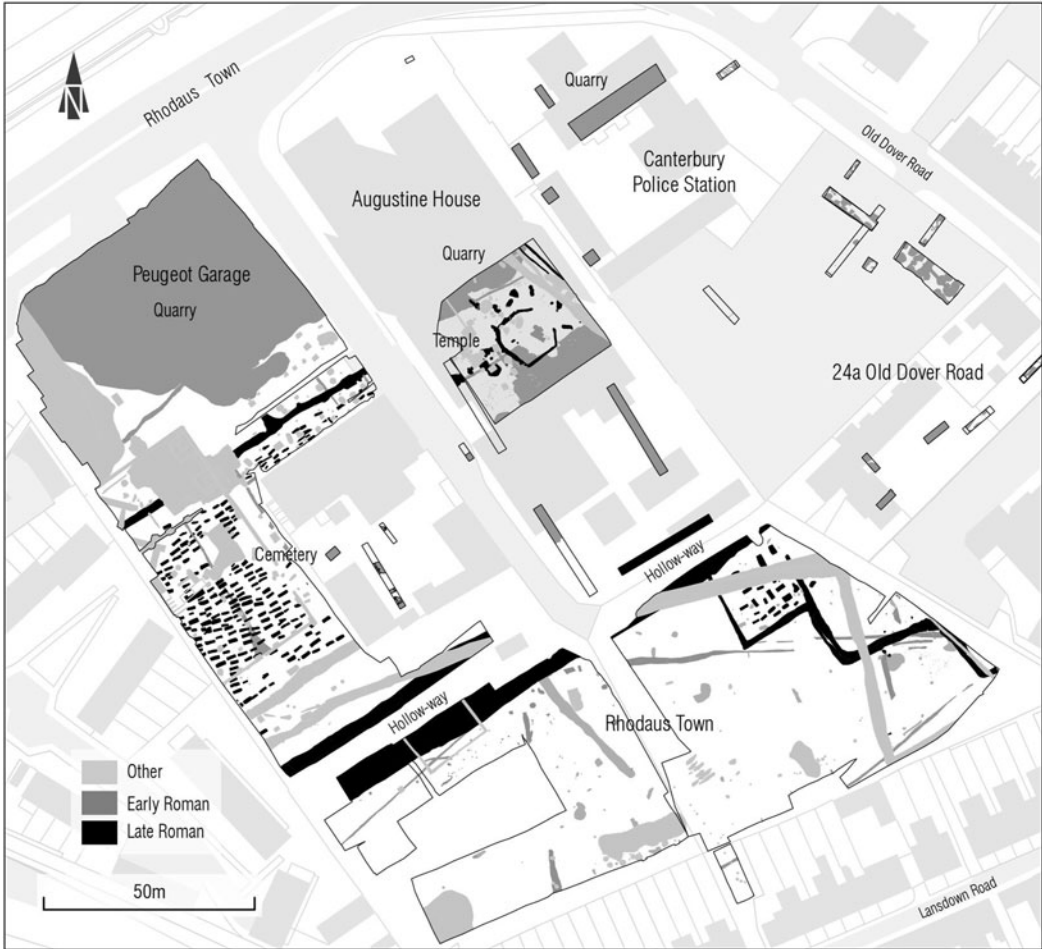 N
Rhodaus Town
Quarry
Canterbury
Police Station
Old Dover Road
Augustine House
Quarry
Peugeot Garage
Quarry
Temple
24a Old Dover Road
Cemetery
Hollow-way
Hollow-way
Rhodaus Town
Other
Early Roman
Late Roman
50m
Lansdown Road